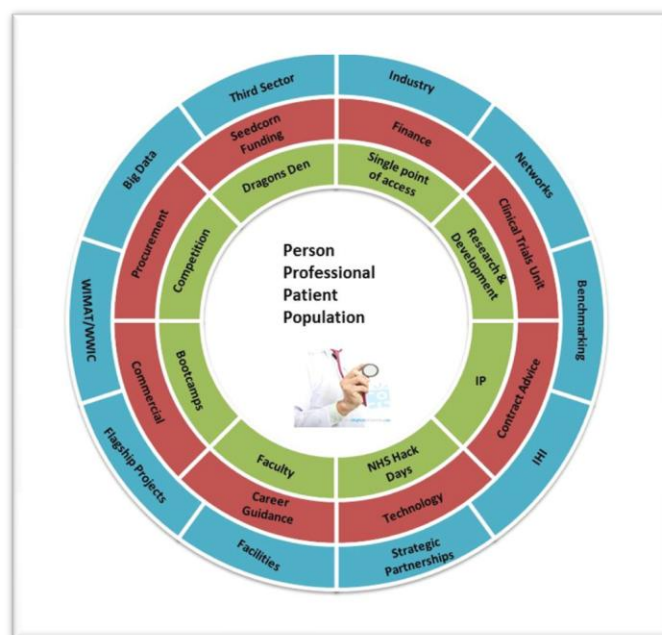 Third Sector
Industry
Networks
Benchmarking
IHI
Strategic
Partnerships
Facilities
Flagship Projects
WIMAT/WWIC
Big Data
Seedcorn
Funding
Finance
Clinical Trials Unit
Contract Advice
Technology
Career
Guidance
Commercial
Procurement
Dragons Den
Single point
of access
Research &
Development
IP
NHS Hack
Days
Faculty
Bootcamps
Competition
Person
Professional
Patient
Population